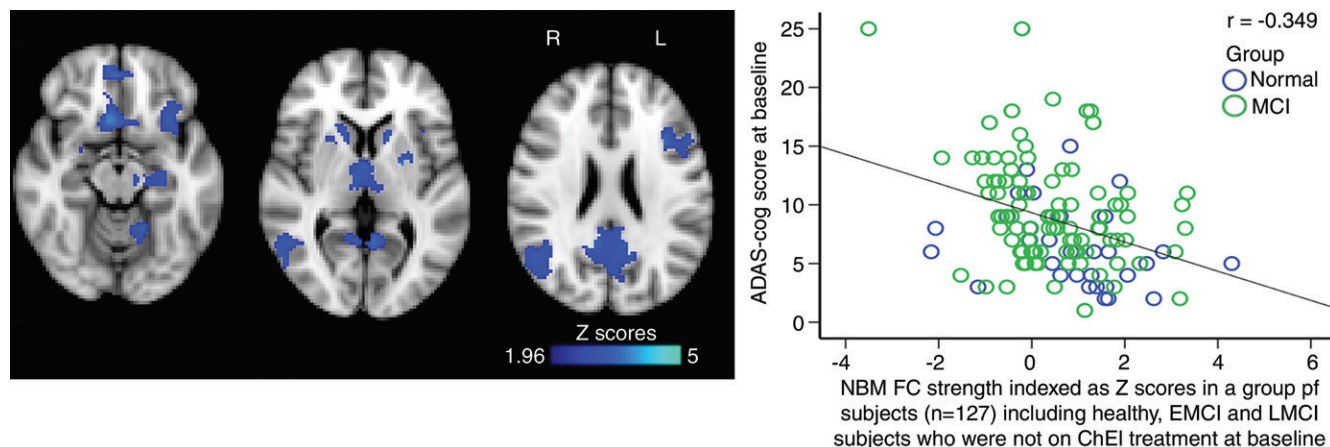 R L
Z scores
1.96 5
r = -0.349
Group
Normal
MCI
ADAS-cog score at baseline
25
20
15
10
5
0
-4 -2 0 2 4 6
NBM FC strength indexed as Z scores in a group pf
subjects (n=127) including healthy, EMCI and LMCI
subjects who were not on ChEI treatment at baseline